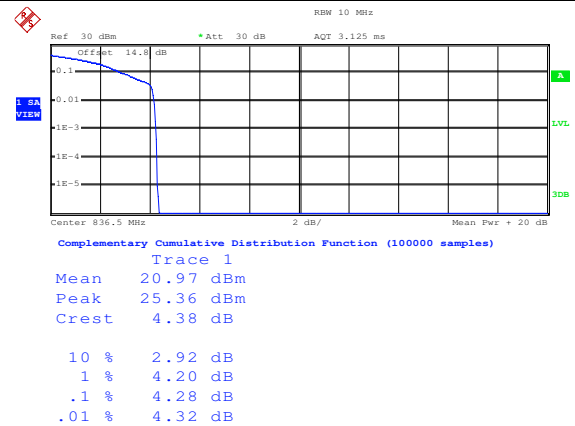 RBW 10 MHz
Ref 30 dBm *Att 30 dB AQT 3.125 ms
Offset 14.8 dB
0.1
A
0.01
1 SA
VIEW
1E-3
LVL
1E-4
1E-5
3DB
Center 836.5 MHz 2 dB/ Mean Pwr + 20 dB
Complementary Cumulative Distribution Function (100000 samples)
Trace 1
Mean 20.97 dBm
Peak 25.36 dBm
Crest 4.38 dB
10 % 2.92 dB
1 % 4.20 dB
.1 % 4.28 dB
.01 % 4.32 dB